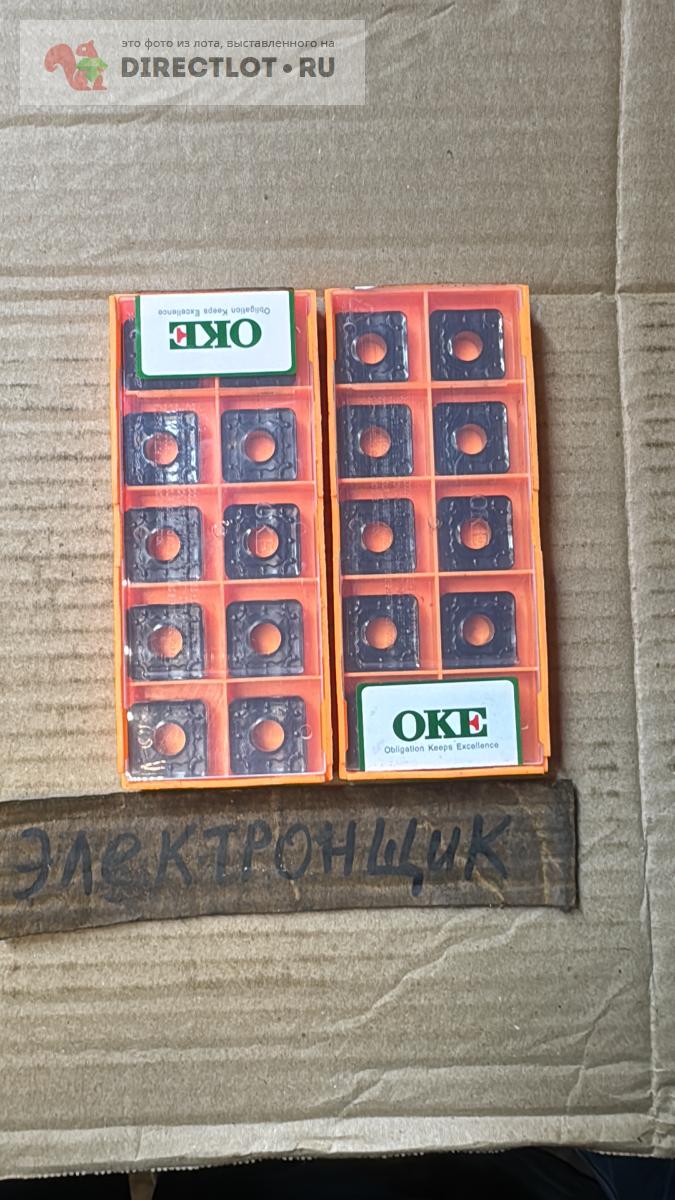 это фото из лота, выставленного на
DIRECTLOT•RU
Obligation Keeps Excellence
OKE
OKE
Obligation Keeps Excellence
электронщик